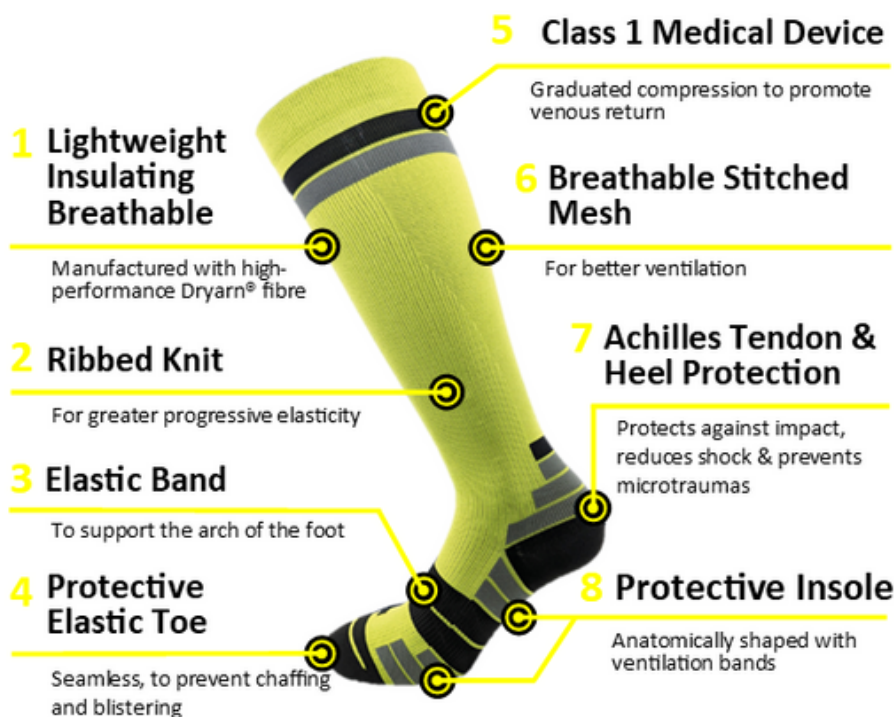 1 Lightweight
Insulating
Breathable
Manufactured with high-
performance Dryarn® fibre
2 Ribbed Knit
For greater progressive elasticity
3 Elastic Band
To support the arch of the foot
4 Protective
Elastic Toe
Seamless, to prevent chaffing
and blistering
5 Class 1 Medical Device
Graduated compression to promote
venous return
6 Breathable Stitched
Mesh
For better ventilation
7 Achilles Tendon &
Heel Protection
Protects against impact,
reduces shock & prevents
microtraumas
8 Protective Insole
Anatomically shaped with
ventilation bands